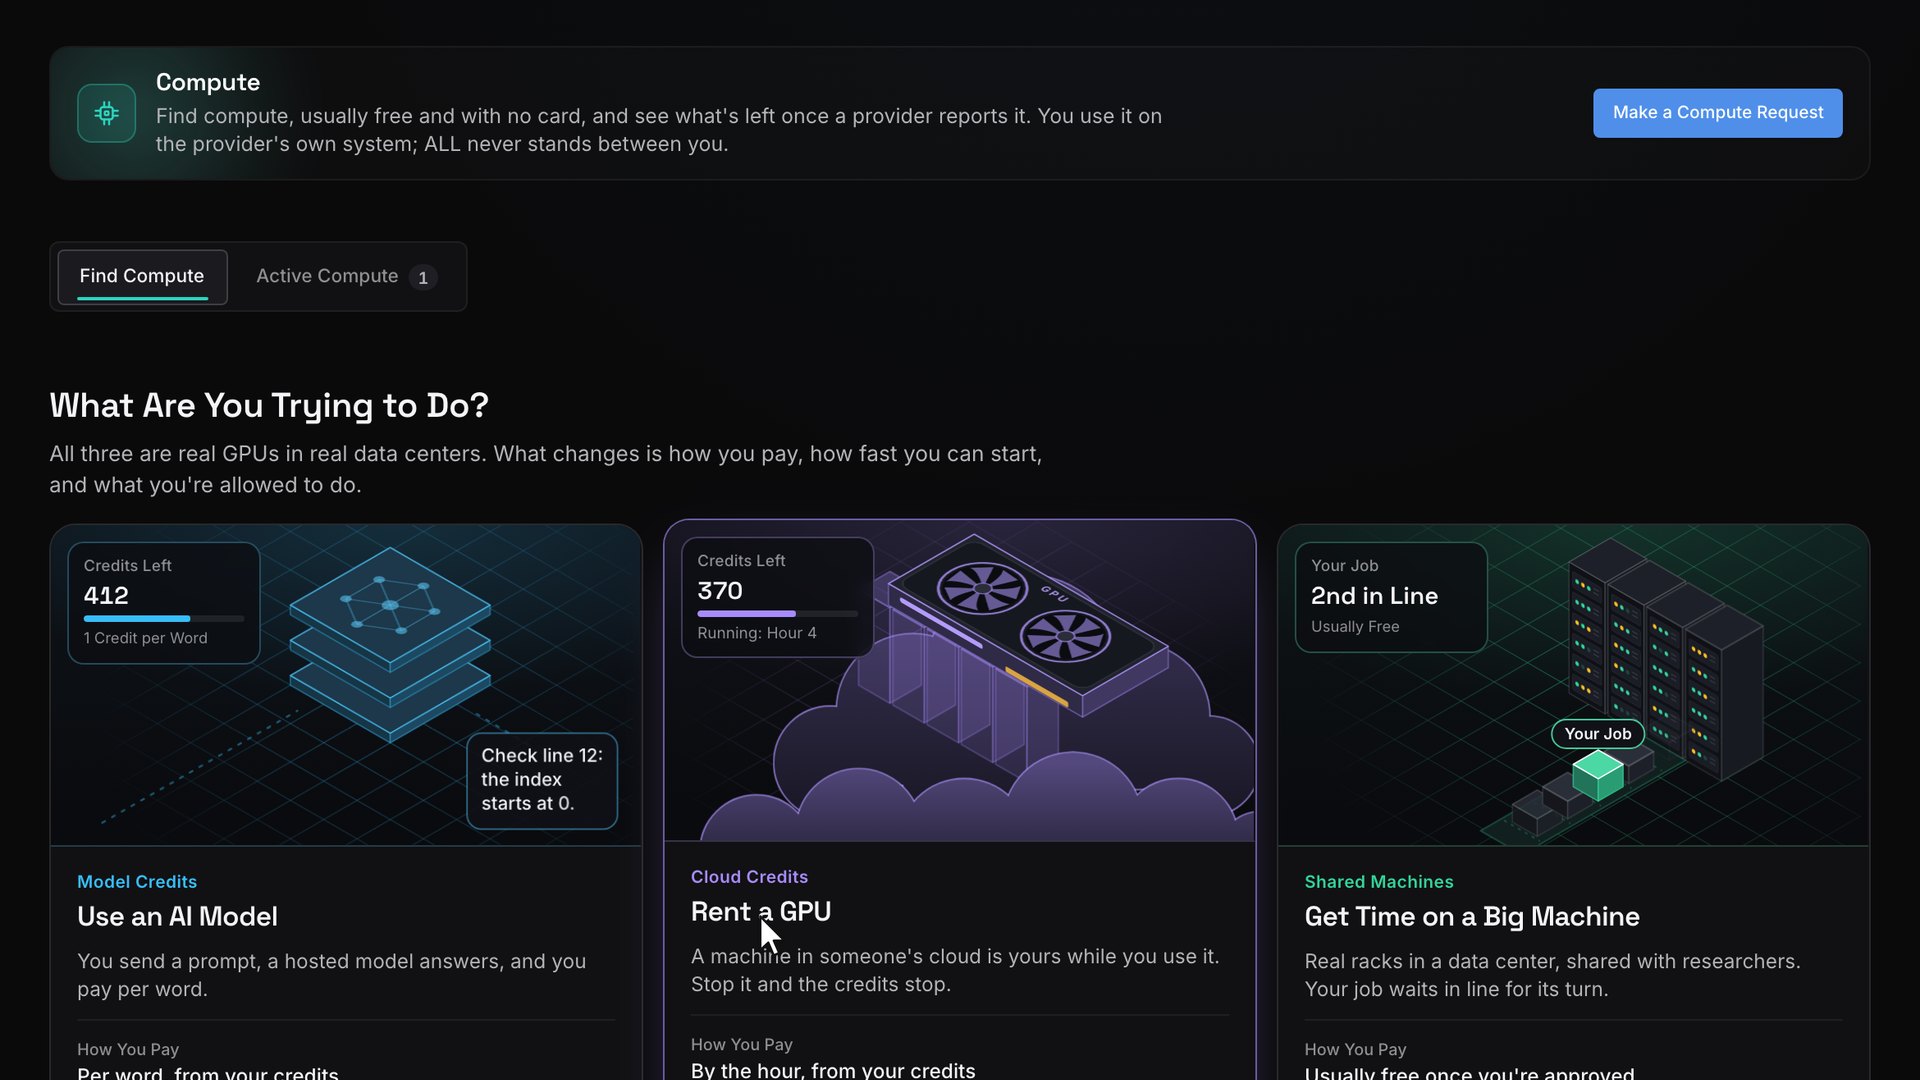 Compute
Find compute, usually free and with no card, and see what's left once a provider reports it. You use it on
the provider's own system; ALL never stands between you.
Make a Compute Request
Find Compute
Active Compute 1
What Are You Trying to Do?
All three are real GPUs in real data centers. What changes is how you pay, how fast you can start,
and what you're allowed to do.
Credits Left
412
1 Credit per Word
Check line 12:
the index
starts at 0.
Model Credits
Use an AI Model
You send a prompt, a hosted model answers, and you
pay per word.
How You Pay
Per word, from your credits
Credits Left
370
Running: Hour 4
GPU
Cloud Credits
Rent a GPU
A machine in someone's cloud is yours while you use it.
Stop it and the credits stop.
How You Pay
By the hour, from your credits
Your Job
2nd in Line
Usually Free
Your Job
Shared Machines
Get Time on a Big Machine
Real racks in a data center, shared with researchers.
Your job waits in line for its turn.
How You Pay
Usually free once you're approved